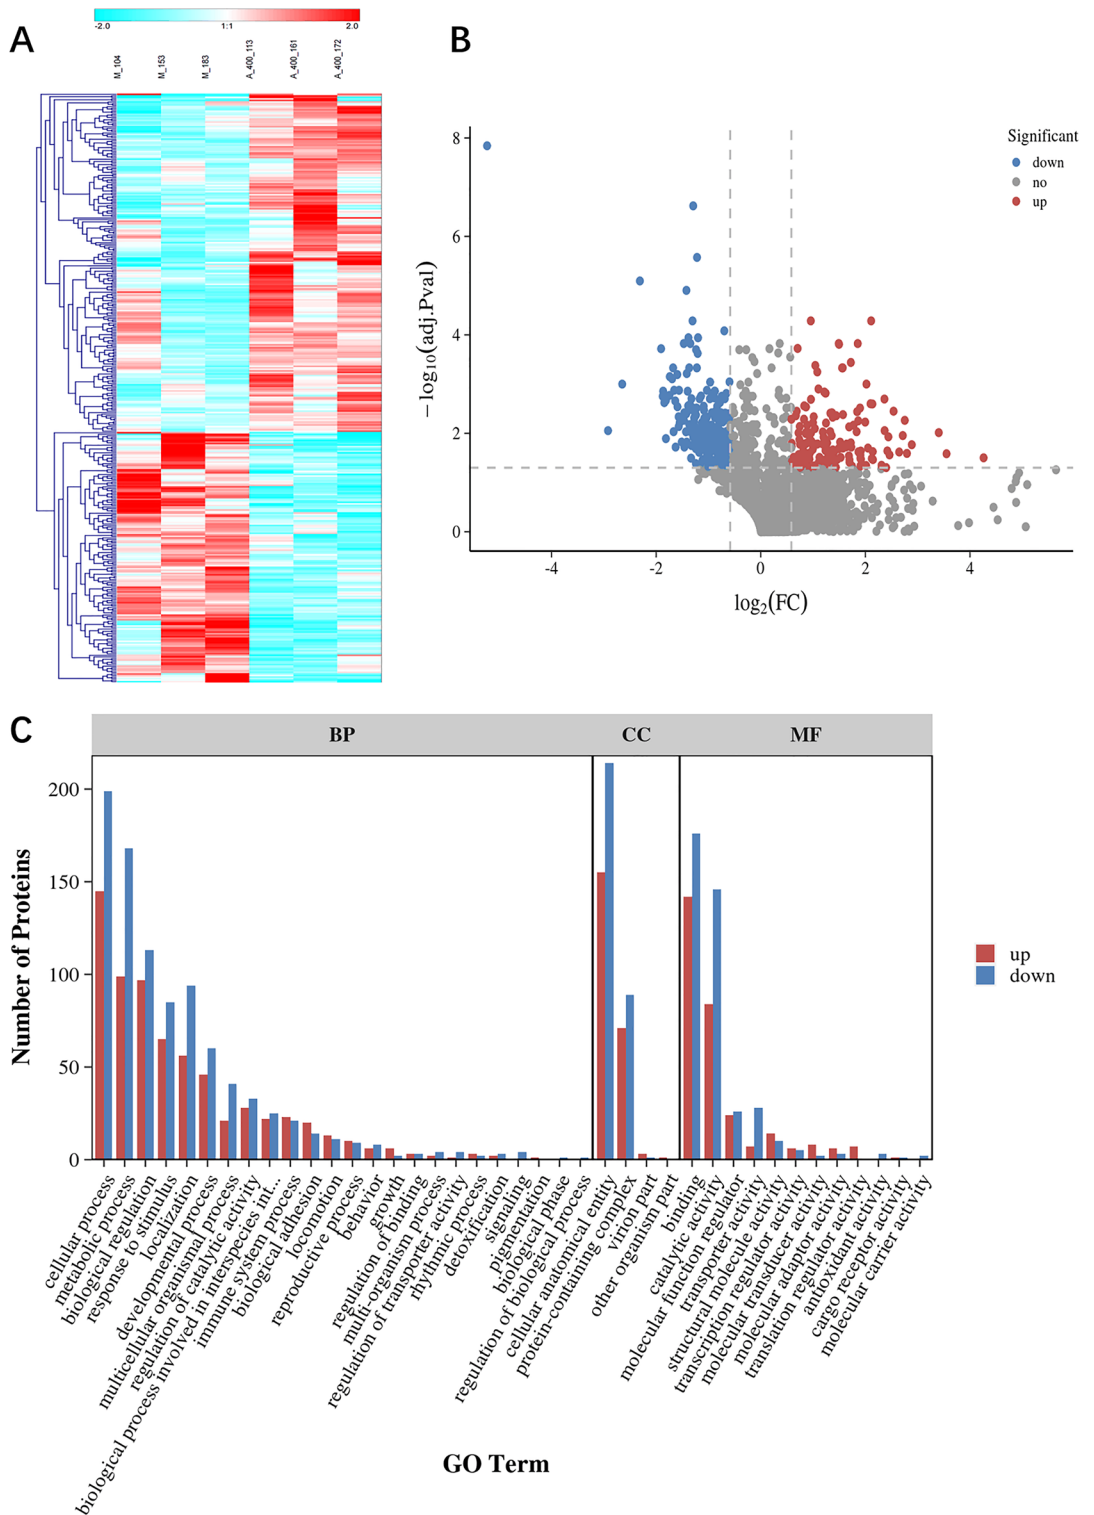 A
-2.0
1:1
2.0
M_104
M_153
M_183
A_400_113
A_400_161
A_400_172
B
8
6
4
2
0
-4
-2
0
2
4
−log10(adj.Pval)
log2(FC)
Significant
down
no
up
C
BP
CC
MF
200
150
100
50
0
Number of Proteins
up
down
cellular process
metabolic process
biological regulation
response to stimulus
localization
developmental process
multicellular organismal process
regulation of catalytic activity
biological process involved in interspecies int...
immune system process
biological adhesion
locomotion
reproductive process
behavior
growth
regulation of binding
multi-organism process
regulation of transporter activity
rhythmic process
detoxification
signaling
pigmentation
biological phase
regulation of biological process
cellular anatomical entity
protein-containing complex
virion part
other organism part
binding
catalytic activity
molecular function regulator
transporter activity
structural molecule activity
transcription regulator activity
molecular transducer activity
molecular adaptor activity
translation regulator activity
antioxidant activity
cargo receptor activity
molecular carrier activity
GO Term